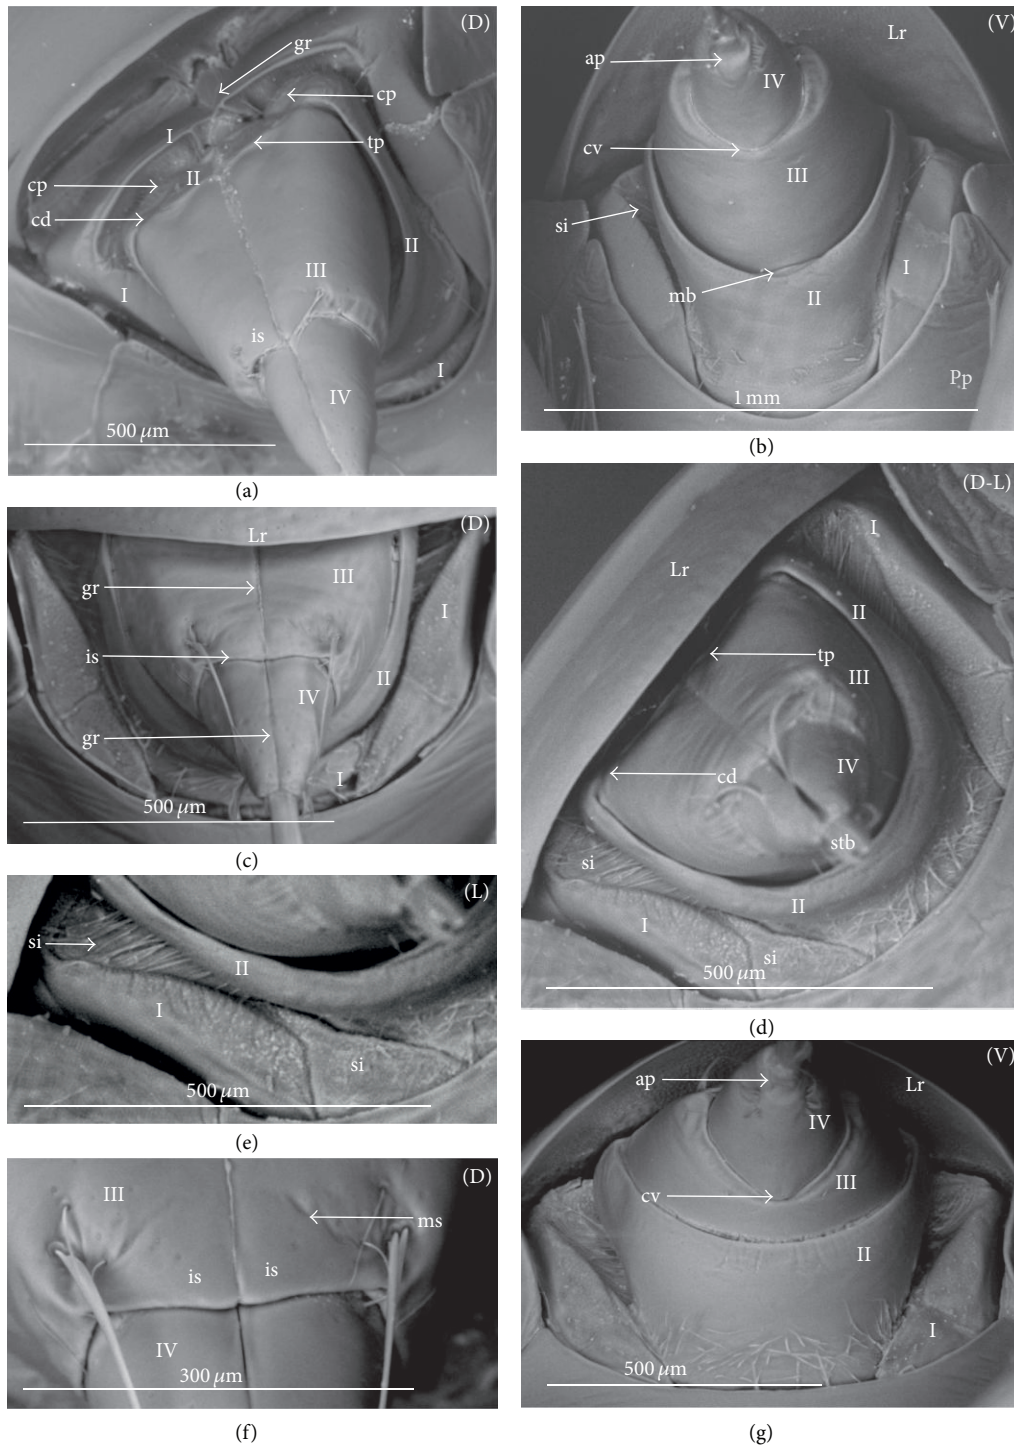 (D)
gr
cp
I
tp
II
cp
cd
II
I
III
is
I
IV
500 μm
(a)
(V)
Lr
ap
IV
cv
III
si
I
mb
II
Pp
1 mm
(b)
(D)
Lr
gr
III
I
is
II
IV
gr
I
500 μm
(c)
(D-L)
I
Lr
II
tp
III
IV
cd
stb
si
II
I
si
500 μm
(d)
(L)
si
II
I
si
500 μm
(e)
(D)
III
ms
is is
IV
300 μm
(f)
(V)
ap
Lr
IV
cv
III
II
I
500 μm
(g)